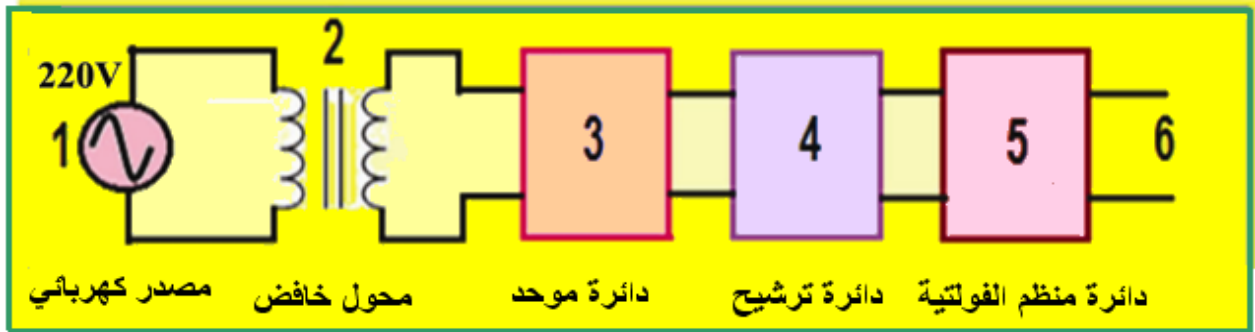 2
220V
1
3
4
5
6
مصدر كهربائي
محول خافض
دائرة موحد
دائرة ترشيح
دائرة منظم الفولتية